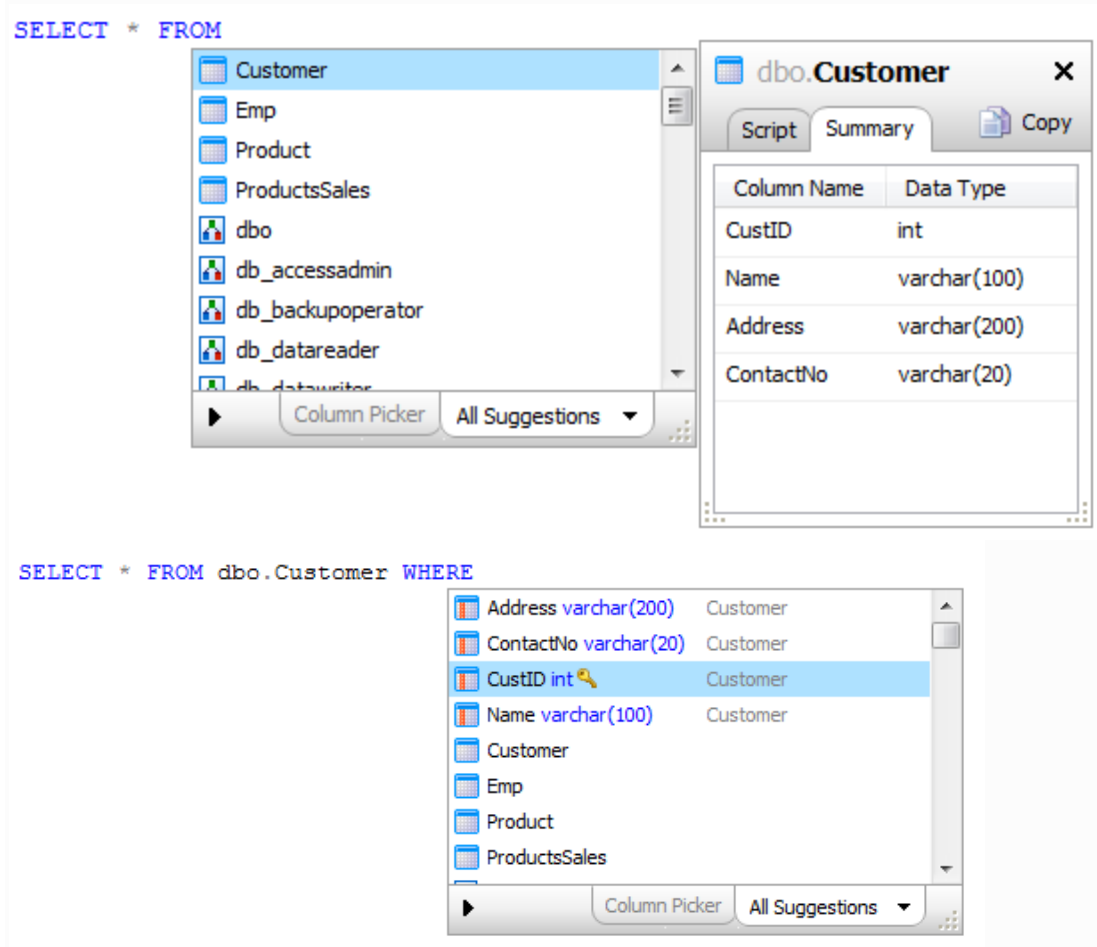 SELECT * FROM
Customer
Emp
Product
ProductsSales
dbo
db_accessadmin
db_backupoperator
db_datareader
db_datawriter
Column Picker All Suggestions
dbo.Customer
Script Summary Copy
Column Name Data Type
CustID int
Name varchar(100)
Address varchar(200)
ContactNo varchar(20)
SELECT * FROM dbo.Customer WHERE
Address varchar(200) Customer
ContactNo varchar(20) Customer
CustID int Customer
Name varchar(100) Customer
Customer
Emp
Product
ProductsSales
Column Picker All Suggestions